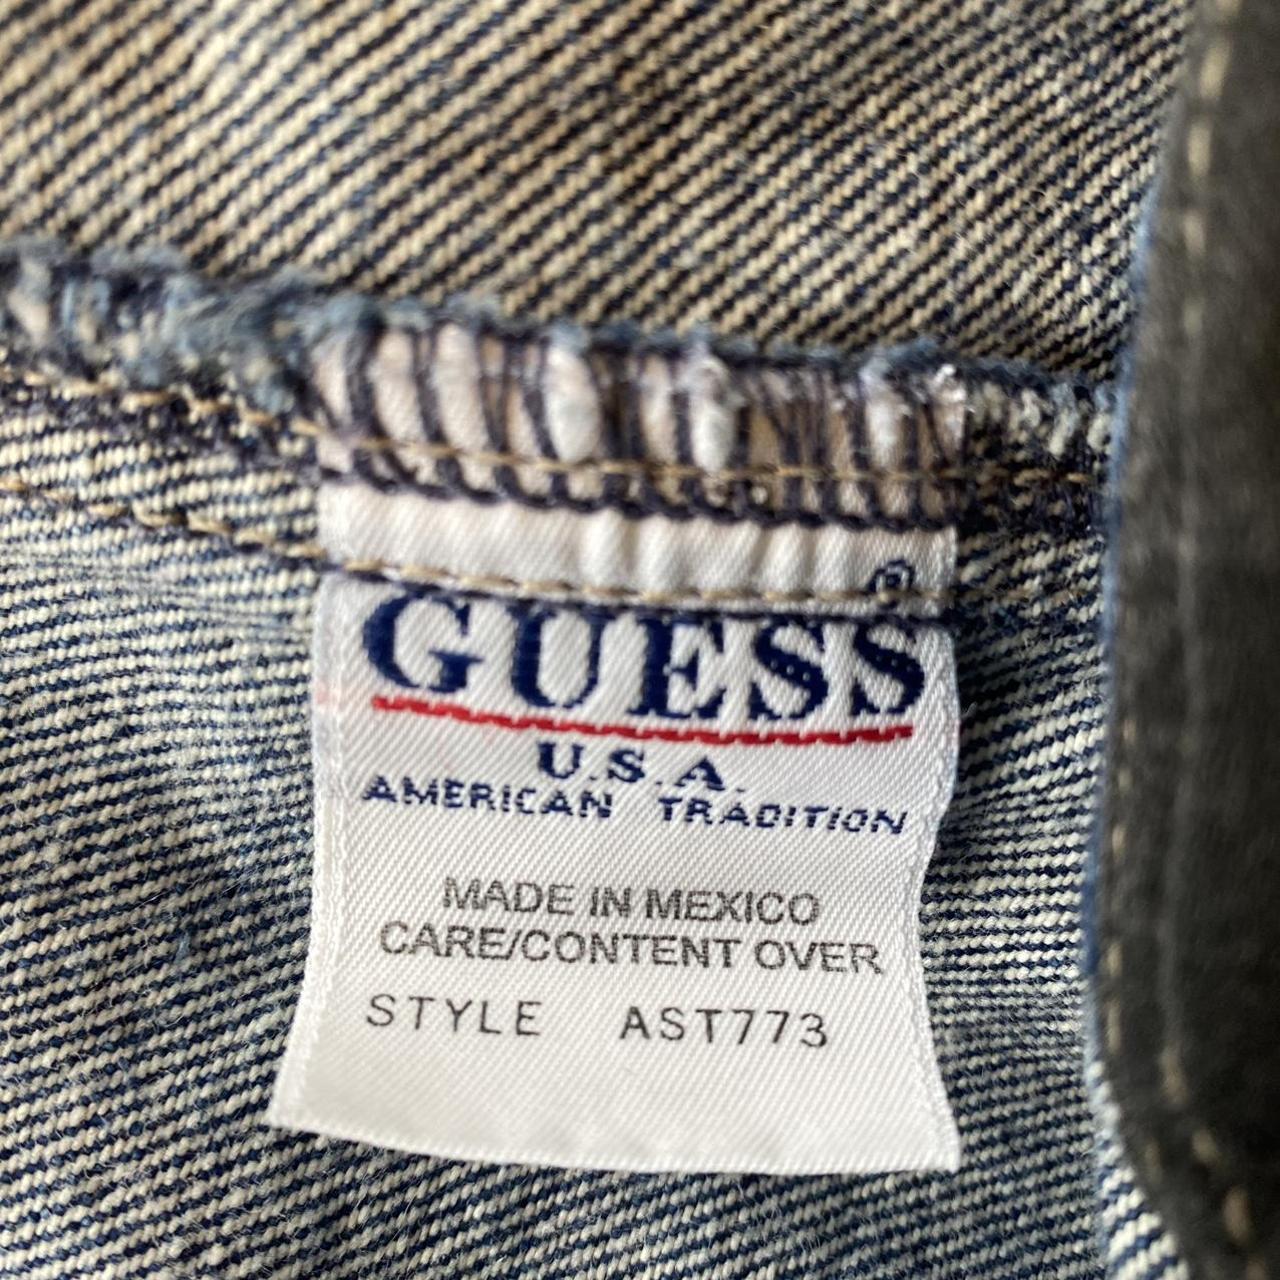 GUESS®
U.S.A.
AMERICAN TRADITION
MADE IN MEXICO
CARE/CONTENT OVER
STYLE AST773